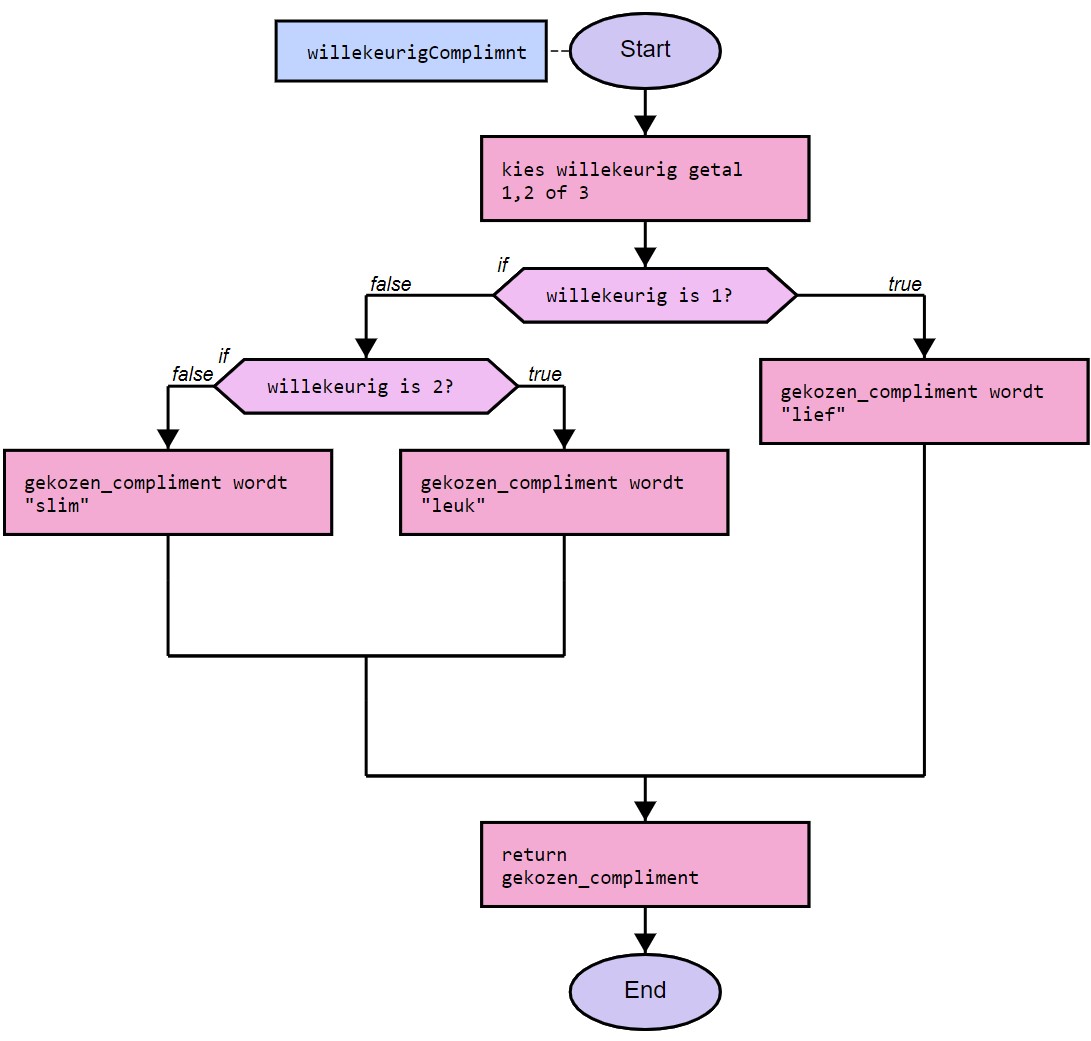 willekeurigComplimnt
Start
kies willekeurig getal
1,2 of 3
if
false
willekeurig is 1?
true
if
false
willekeurig is 2?
true
gekozen_compliment wordt
"lief"
gekozen_compliment wordt
"slim"
gekozen_compliment wordt
"leuk"
return
gekozen_compliment
End